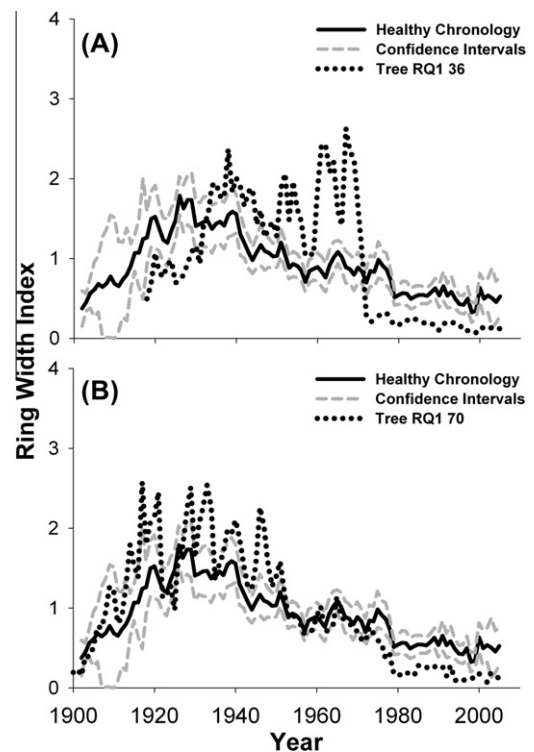 4
(A)
Healthy Chronology
Confidence Intervals
Tree RQ1 36
3
2
1
0
Ring Width Index
4
(B)
Healthy Chronology
Confidence Intervals
Tree RQ1 70
3
2
1
0
1900 1920 1940 1960 1980 2000
Year